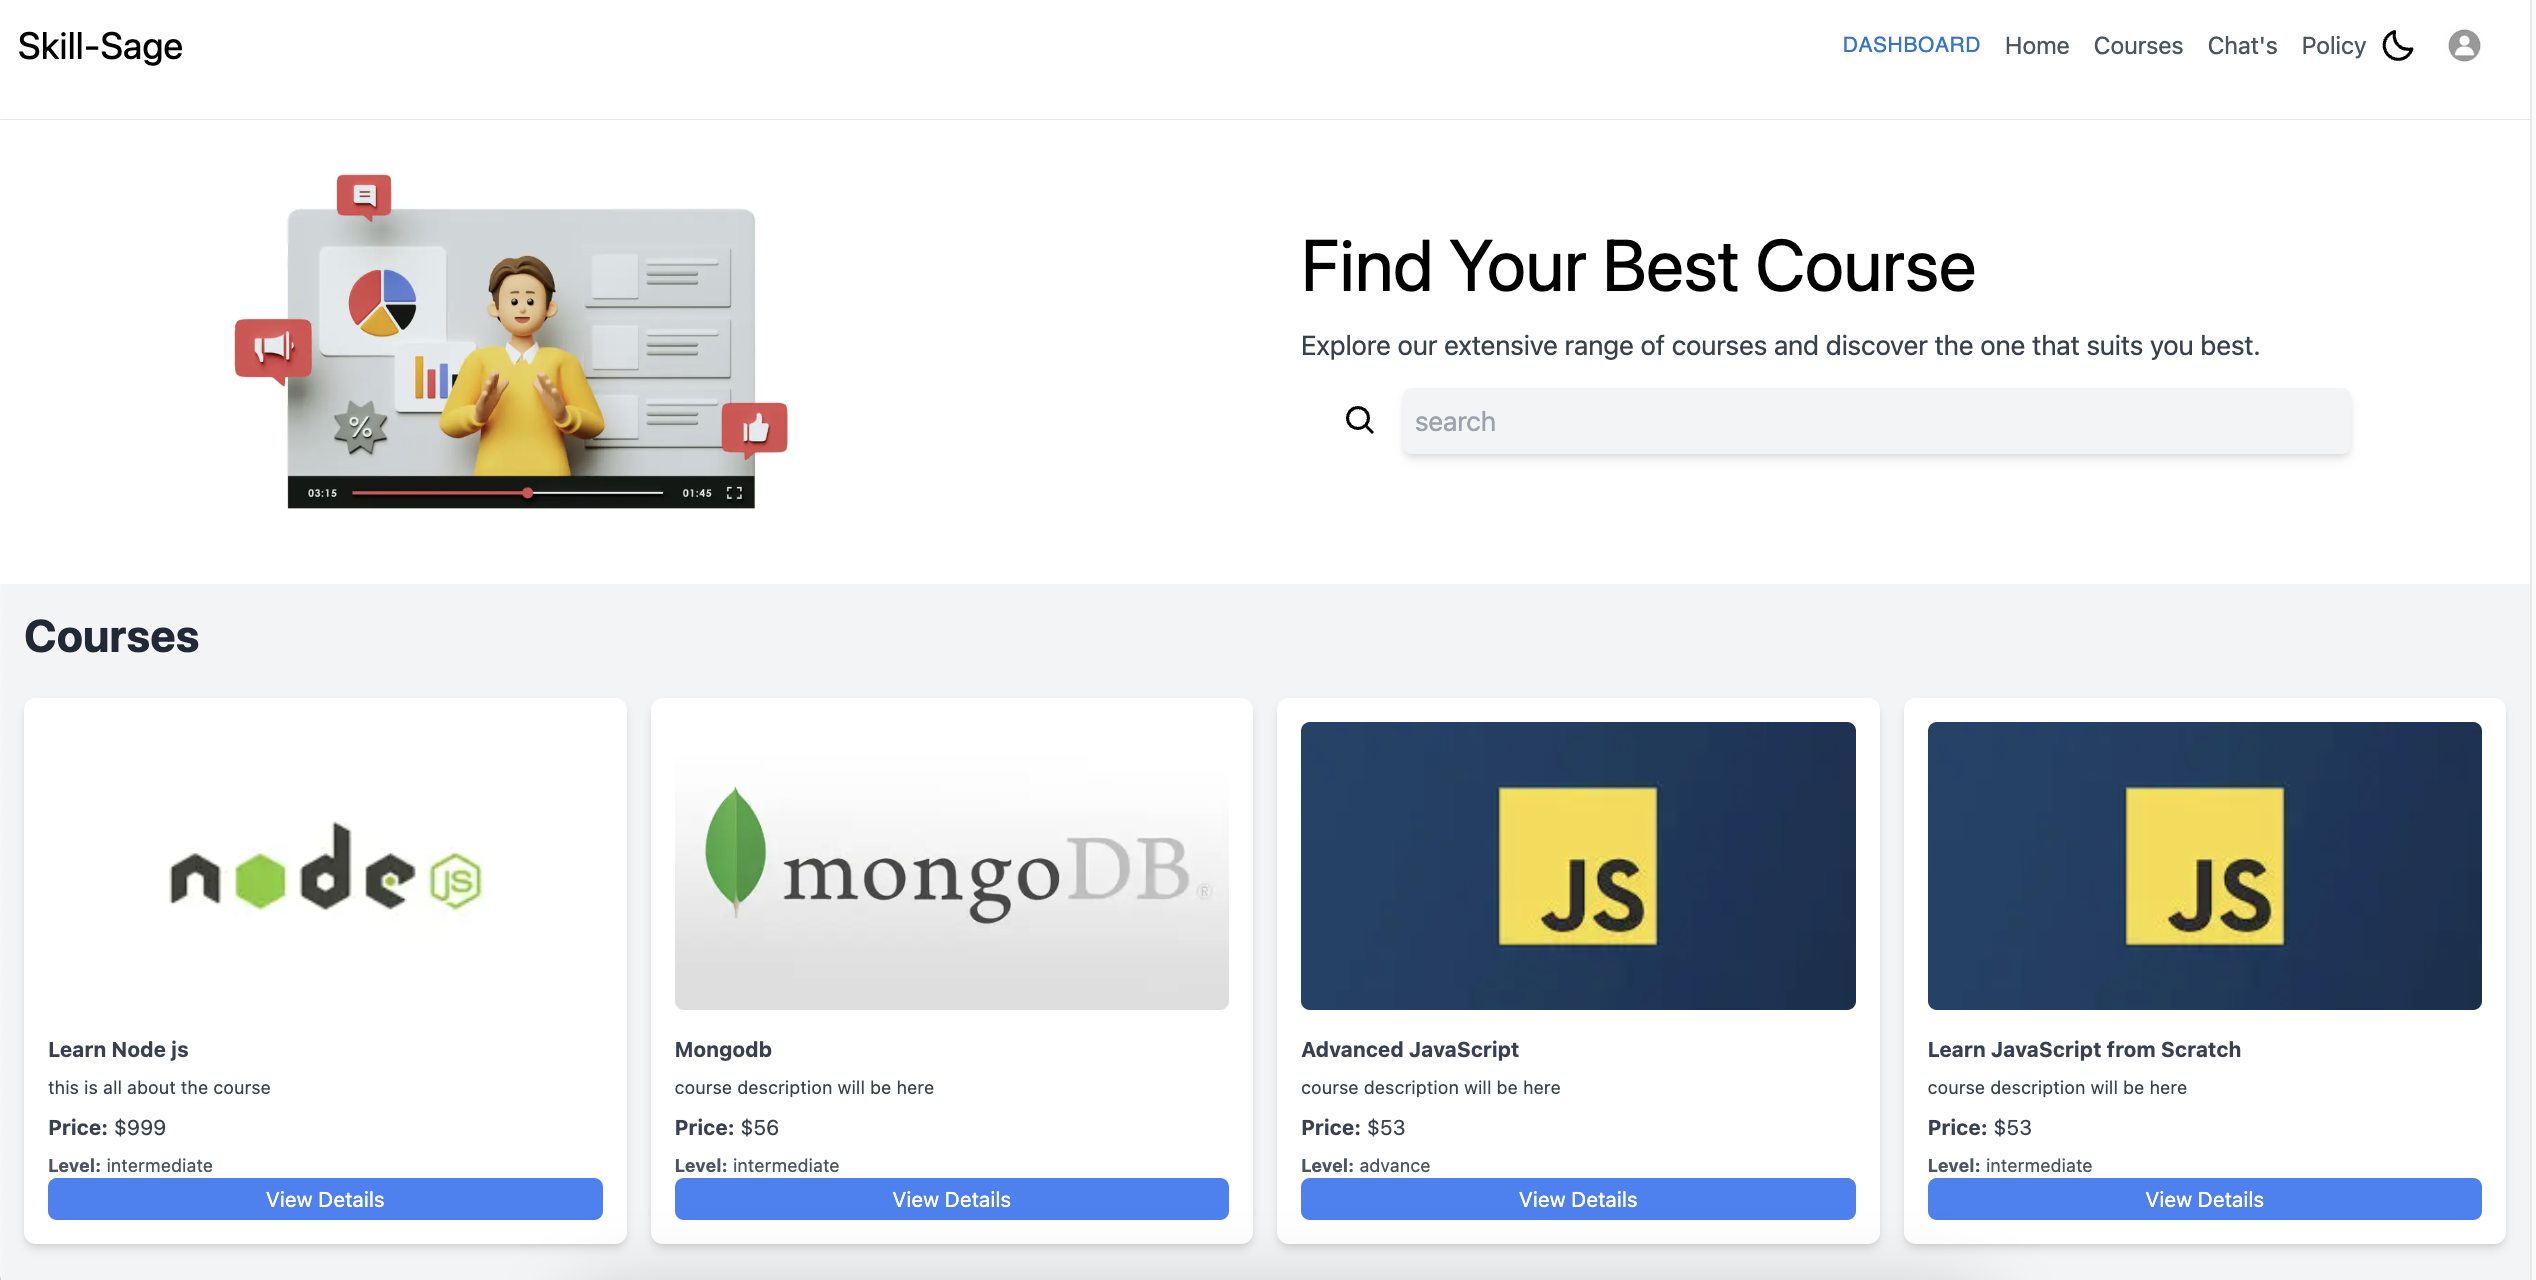 Skill-Sage
DASHBOARD Home Courses Chat's Policy
Find Your Best Course
Explore our extensive range of courses and discover the one that suits you best.
search
%
03:15 01:45
Courses
node JS
mongoDB®
JS
JS
Learn Node js
this is all about the course
Price: $999
Level: intermediate
View Details
Mongodb
course description will be here
Price: $56
Level: intermediate
View Details
Advanced JavaScript
course description will be here
Price: $53
Level: advance
View Details
Learn JavaScript from Scratch
course description will be here
Price: $53
Level: intermediate
View Details